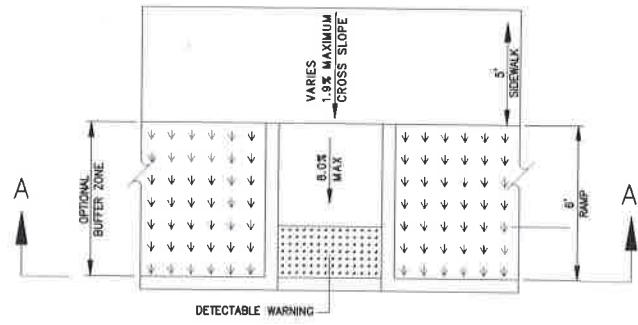 VARIES
1.9% MAXIMUM
CROSS SLOPE
5'
SIDEWALK
A
OPTIONAL
BUFFER ZONE
8.0%
MAX
6'
RAMP
A
DETECTABLE WARNING